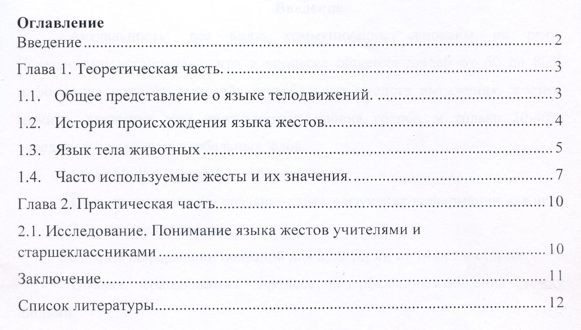 Оглавление
Введение 2
Глава 1. Теоретическая часть. 3
1.1. Общее представление о языке телодвижений. 3
1.2. История происхождения языка жестов 4
1.3. Язык тела животных 5
1.4. Часто используемые жесты и их значения. 7
Глава 2. Практическая часть 10
2.1. Исследование. Понимание языка жестов учителями и
старшеклассниками 10
Заключение 11
Список литературы 12